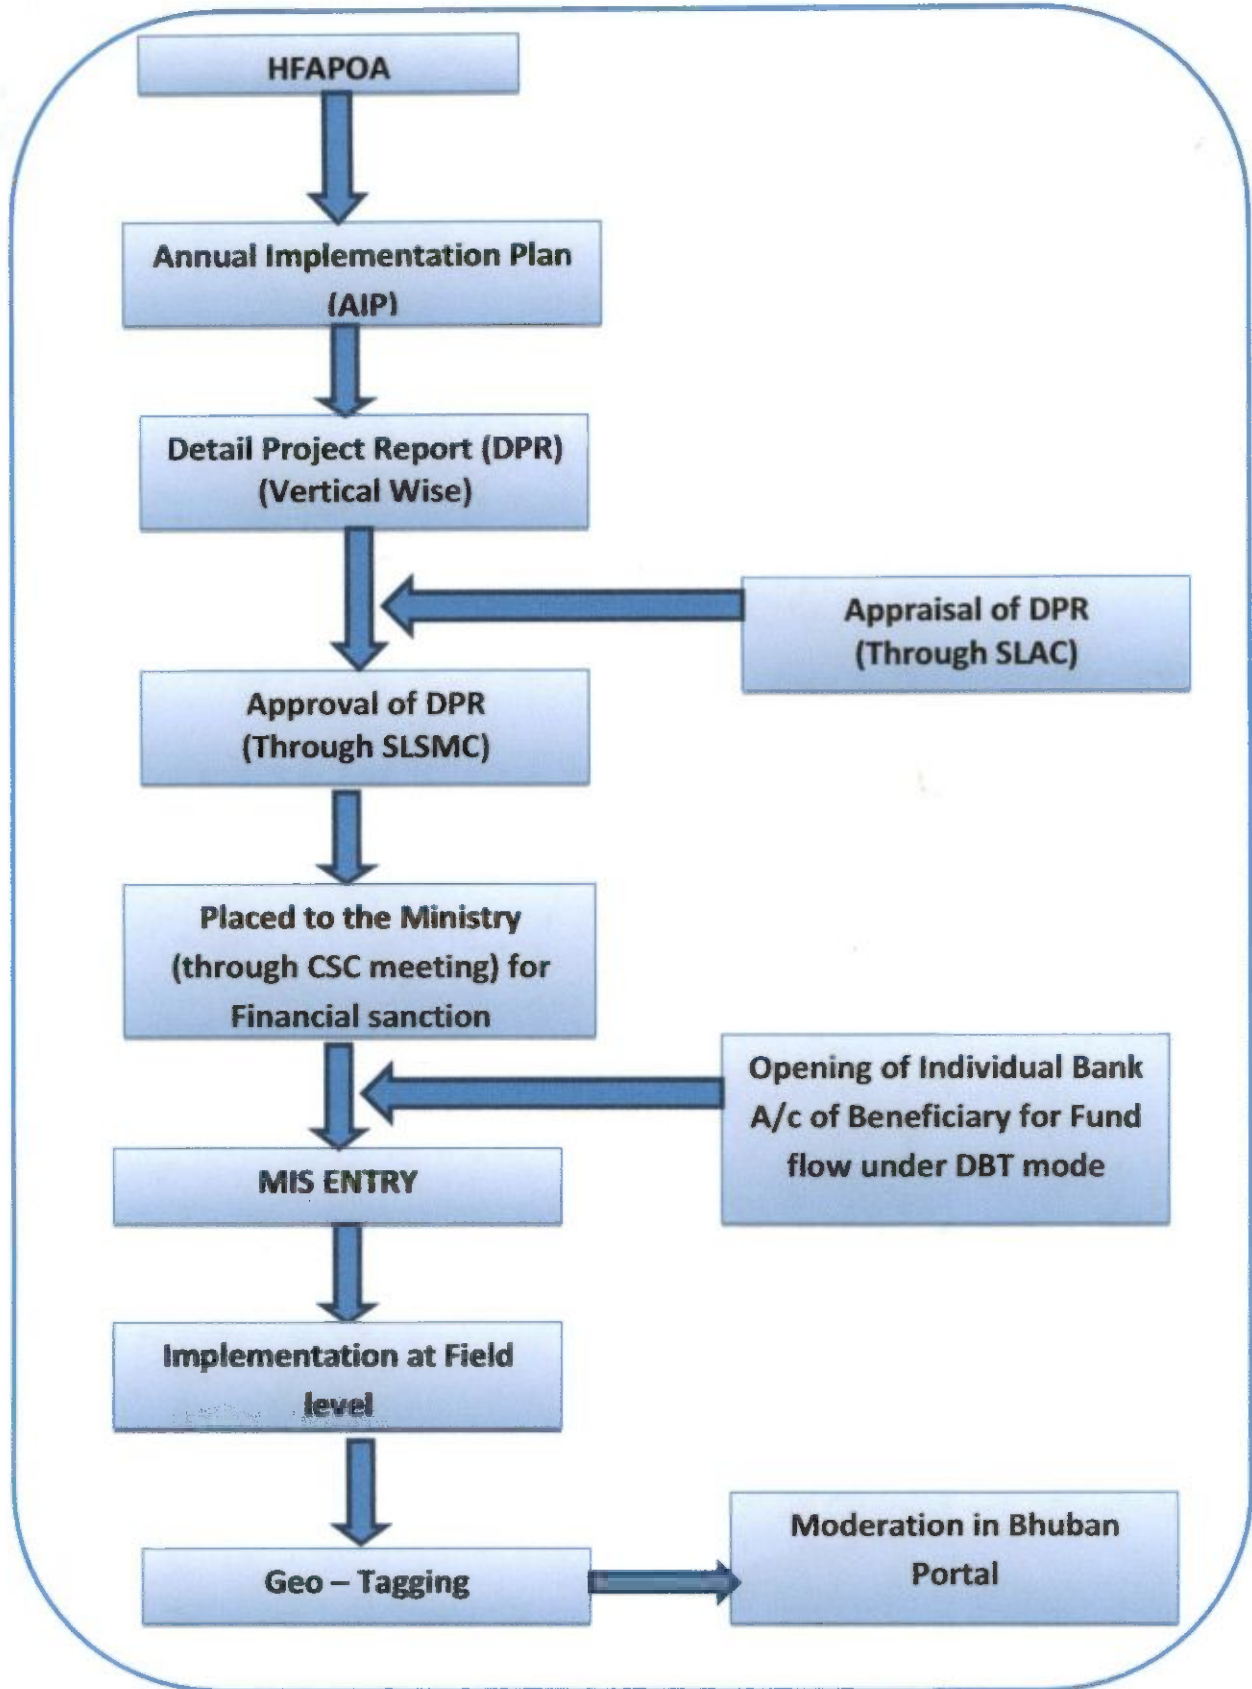 HFAPOA
Annual Implementation Plan
(AIP)
Detail Project Report (DPR)
(Vertical Wise)
Appraisal of DPR
(Through SLAC)
Approval of DPR
(Through SLSMC)
Placed to the Ministry
(through CSC meeting) for
Financial sanction
Opening of Individual Bank
A/c of Beneficiary for Fund
flow under DBT mode
MIS ENTRY
Implementation at Field
level
Geo – Tagging
Moderation in Bhuban
Portal